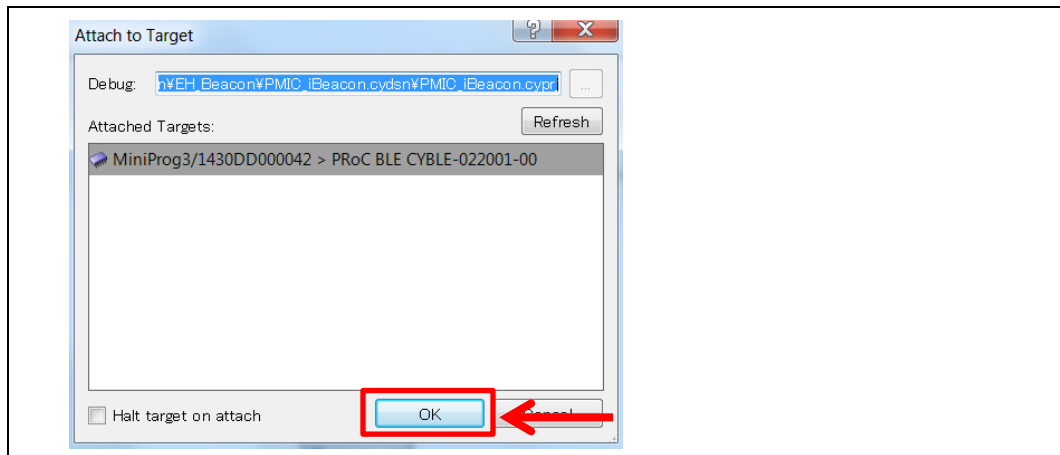 Attach to Target
Debug: n¥EH_Beacon¥PMIC_iBeacon.cydsn¥PMIC_iBeacon.cyprj ...
Attached Targets: Refresh
MiniProg3/1430DD000042 > PRoC BLE CYBLE-022001-00
Halt target on attach OK